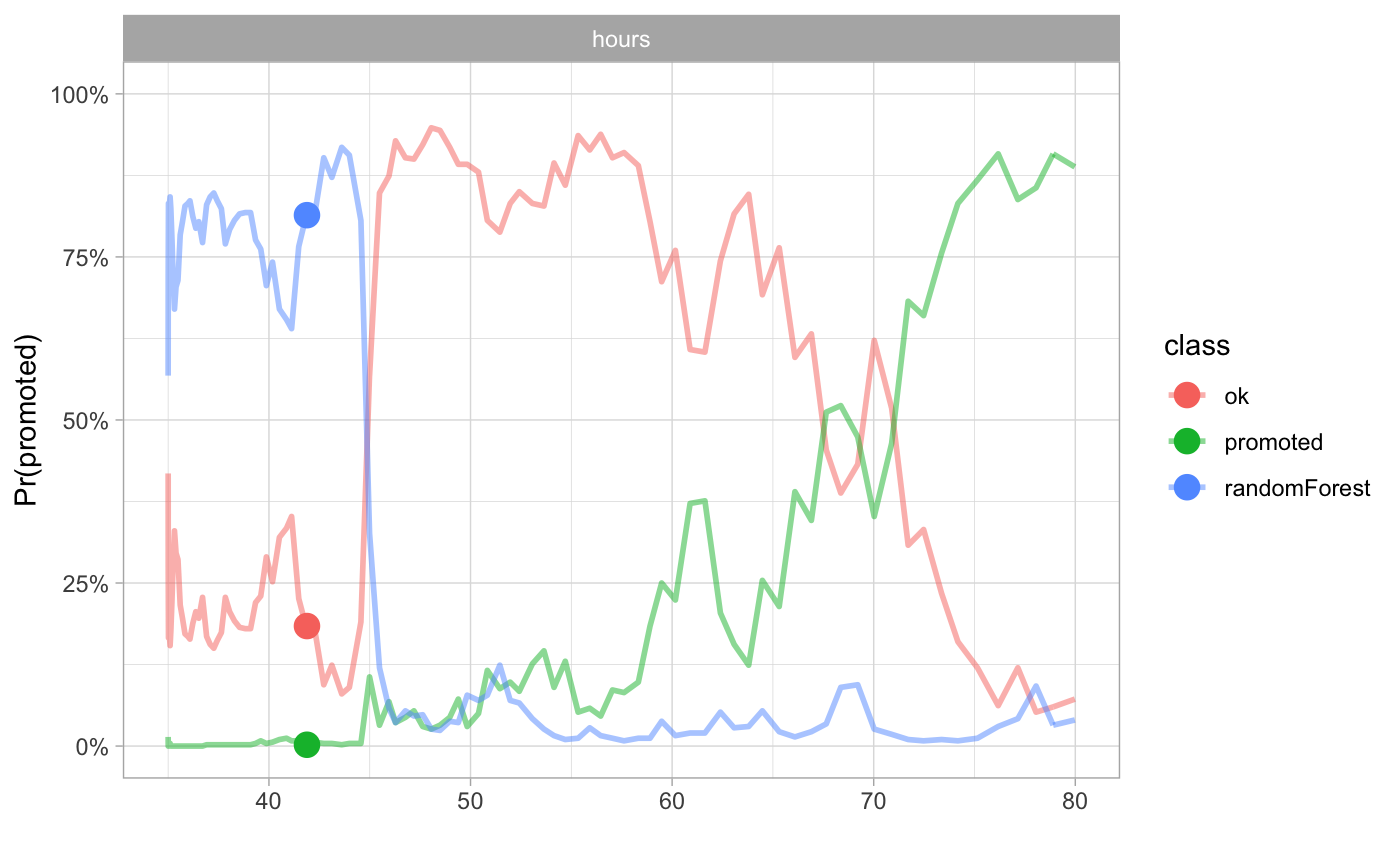 hours
100%
75%
50%
25%
0%
Pr(promoted)
40 50 60 70 80
class
ok
promoted
randomForest